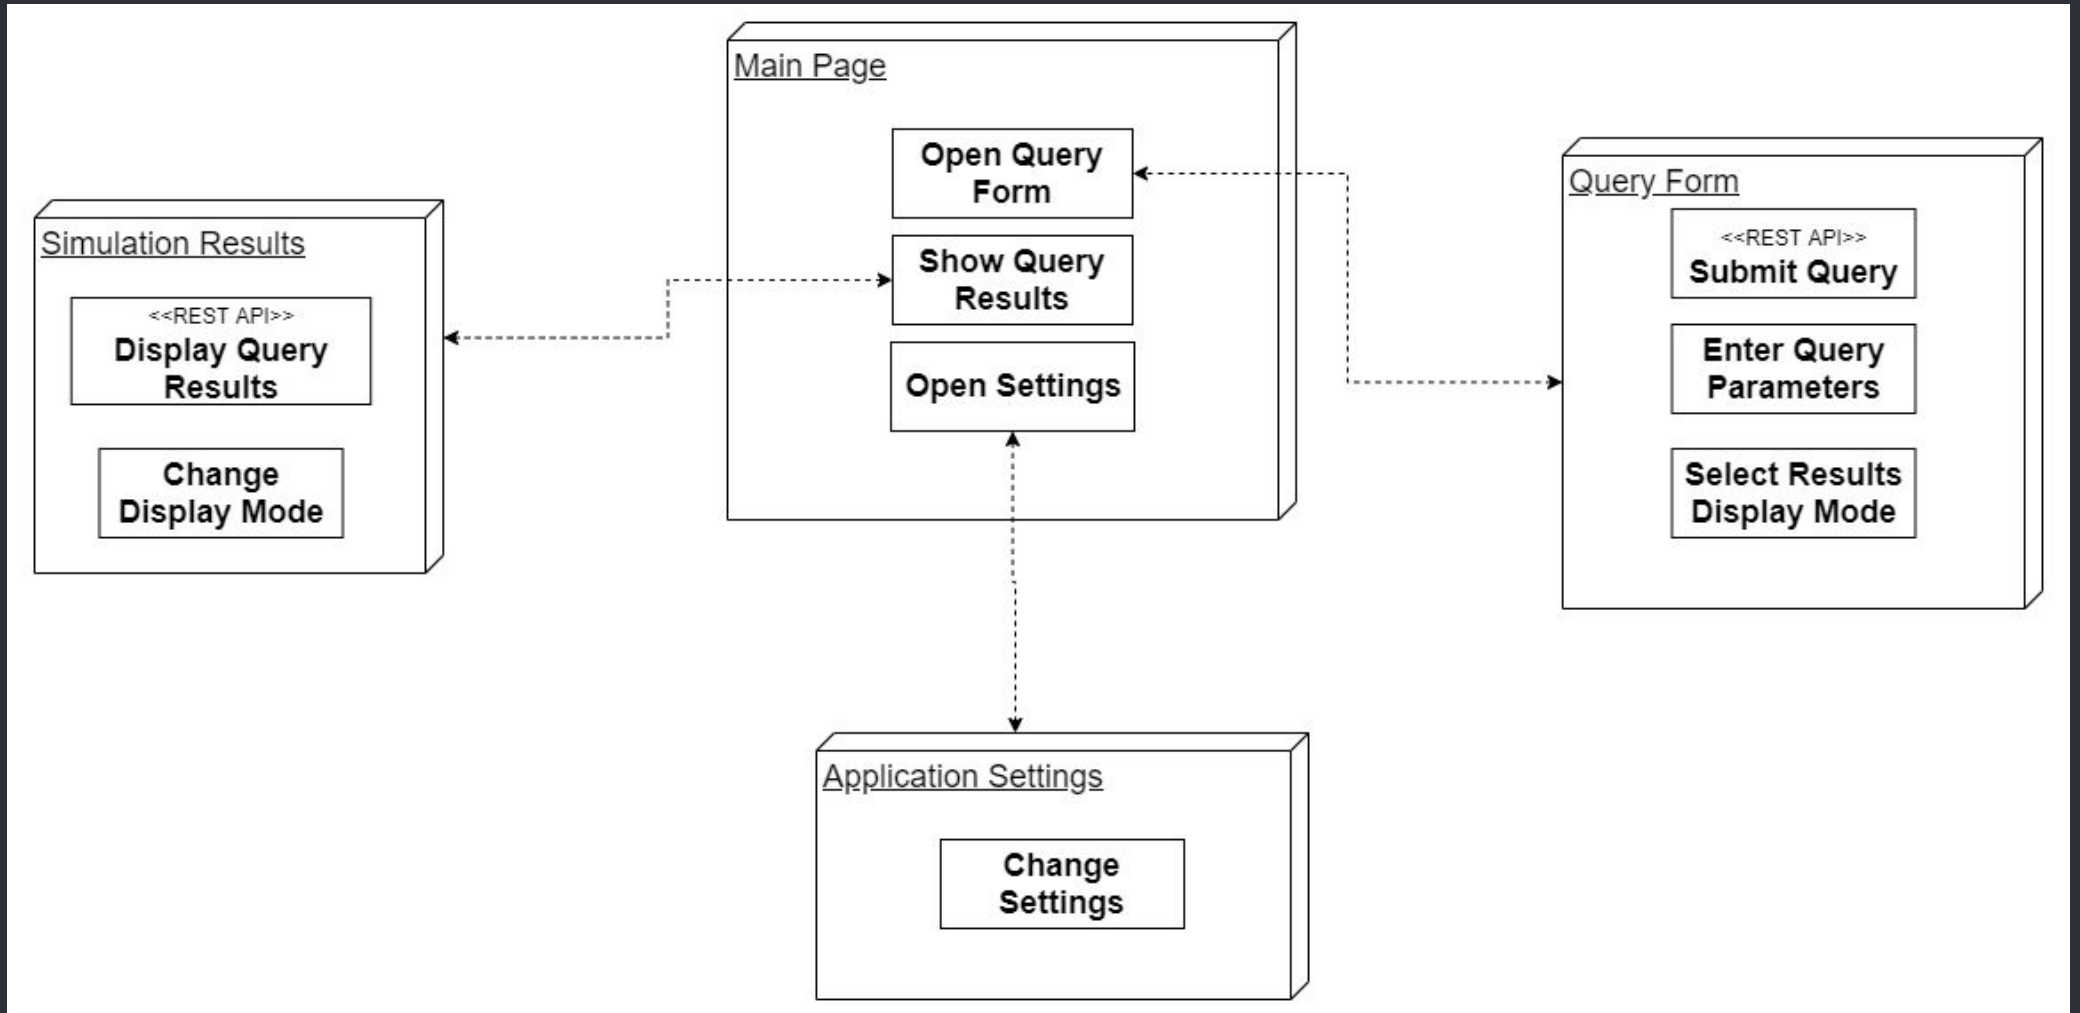 Main Page
Open Query
Form
Show Query
Results
Open Settings
Simulation Results
<<REST API>>
Display Query
Results
Change
Display Mode
Query Form
<<REST API>>
Submit Query
Enter Query
Parameters
Select Results
Display Mode
Application Settings
Change
Settings